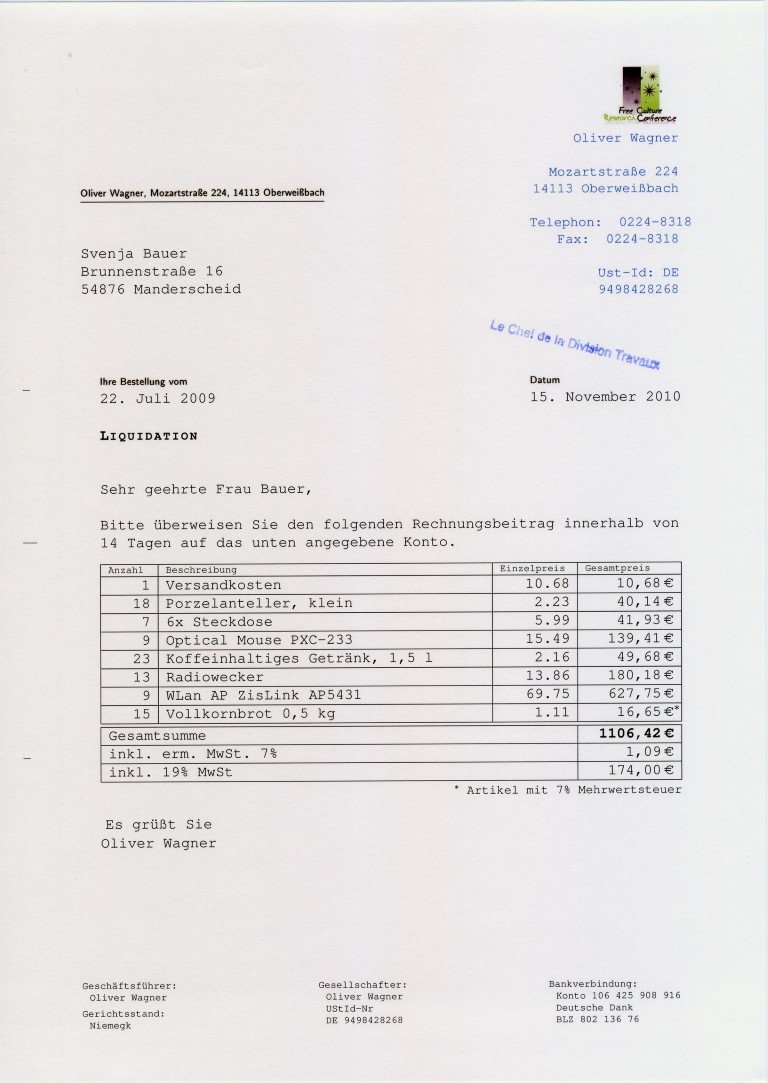 Free Culture
Research Conference
Oliver Wagner
Mozartstraße 224
14113 Oberweißbach
Oliver Wagner, Mozartstraße 224, 14113 Oberweißbach
Telephon: 0224-8318
Fax: 0224-8318
Svenja Bauer
Brunnenstraße 16
54876 Manderscheid
Ust-Id: DE
9498428268
Le Chef de la Division Travaux
Ihre Bestellung vom
22. Juli 2009
Datum
15. November 2010
LIQUIDATION
Sehr geehrte Frau Bauer,
Bitte überweisen Sie den folgenden Rechnungsbeitrag innerhalb von
14 Tagen auf das unten angegebene Konto.
Anzahl Beschreibung Einzelpreis Gesamtpreis
1 Versandkosten 10.68 10,68€
18 Porzelanteller, klein 2.23 40,14€
7 6x Steckdose 5.99 41,93€
9 Optical Mouse PXC-233 15.49 139,41€
23 Koffeinhaltiges Getränk, 1,5 l 2.16 49,68€
13 Radiowecker 13.86 180,18€
9 WLan AP ZisLink AP5431 69.75 627,75€
15 Vollkornbrot 0,5 kg 1.11 16,65€*
Gesamtsumme 1106,42€
inkl. erm. MwSt. 7% 1,09€
inkl. 19% MwSt 174,00€
* Artikel mit 7% Mehrwertsteuer
Es grüßt Sie
Oliver Wagner
Geschäftsführer:
Oliver Wagner
Gerichtsstand:
Niemegk
Gesellschafter:
Oliver Wagner
UStId-Nr
DE 9498428268
Bankverbindung:
Konto 106 425 908 916
Deutsche Dank
BLZ 802 136 76